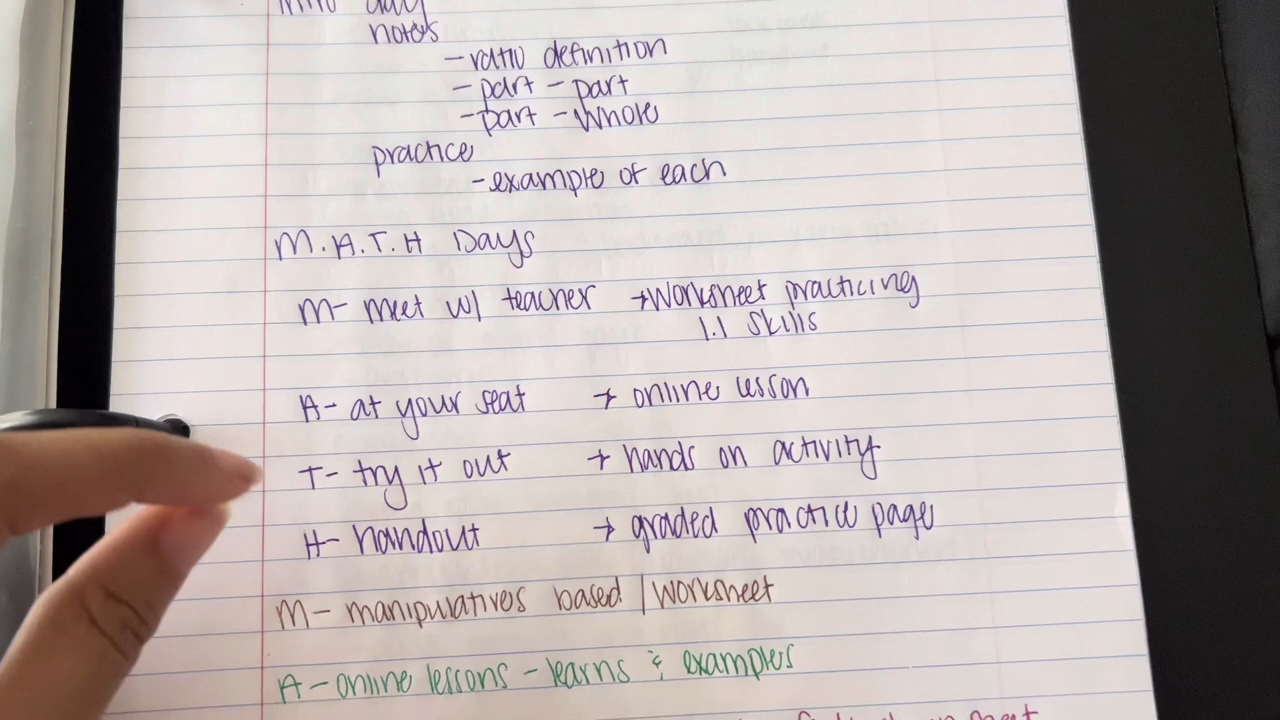 day
notes
- ratio definition
- part - part
- part - whole
practice
- example of each
M.A.T.H Days
M- meet w/ teacher → worksheet practicing
1.1 skills
A- at your seat → online lesson
T- try it out → hands on activity
H- handout → graded practice page
M- manipulatives based / worksheet
A - online lessons - learns & examples